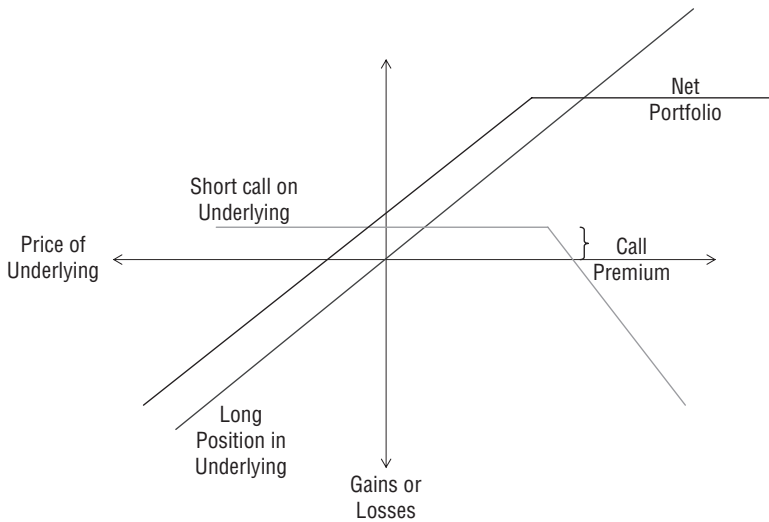 Net
Portfolio
Short call on
Underlying
Price of
Underlying
Call
Premium
Long
Position in
Underlying
Gains or
Losses